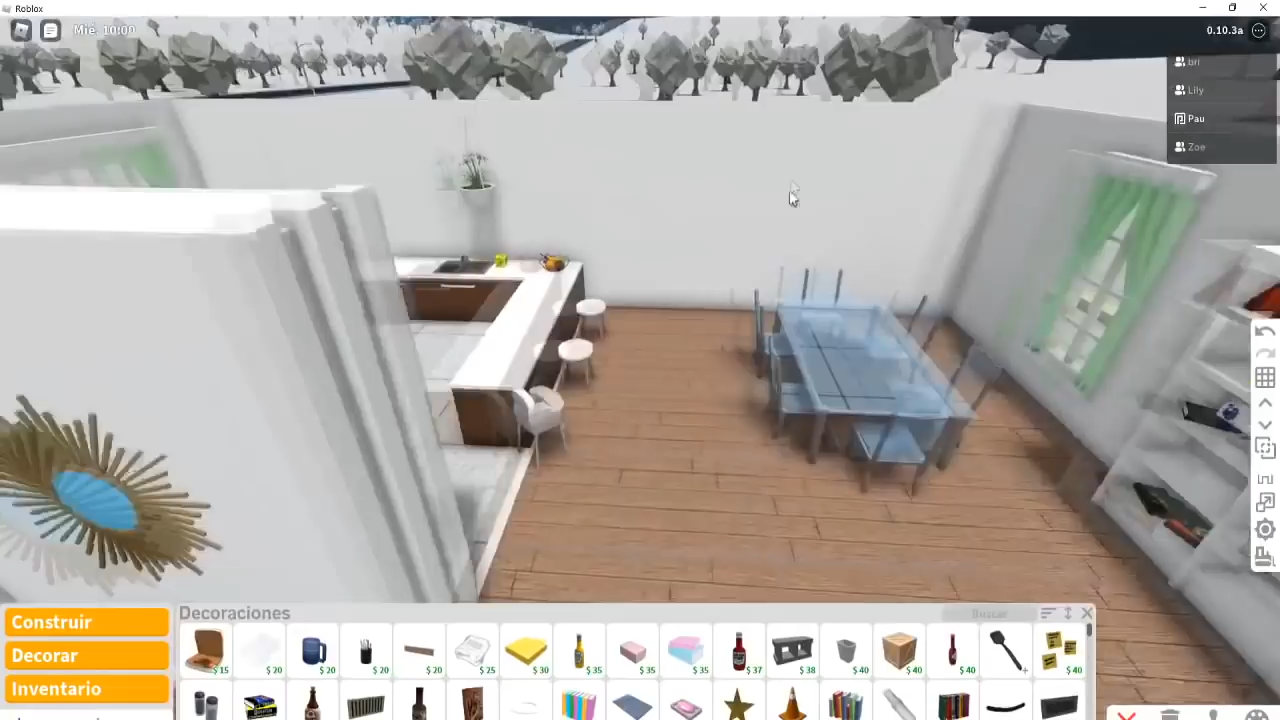 Roblox
Mié. 10:00
0.10.3a
bri
Lily
Pau
Zoe
Construir
Decorar
Inventario
Decoraciones
Buscar
$ 15
$ 20
$ 20
$ 20
$ 20
$ 25
$ 30
$ 35
$ 35
$ 35
$ 37
$ 38
$ 40
$ 40
$ 40
$ 40